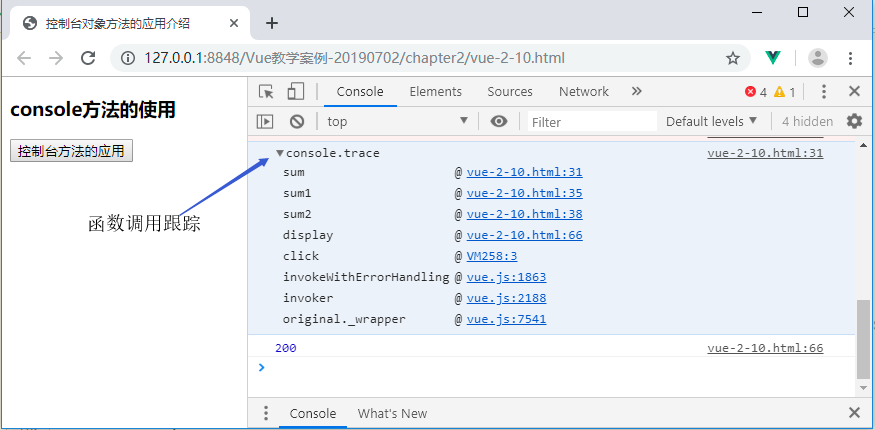 控制台对象方法的应用介绍
127.0.0.1:8848/Vue教学案例-20190702/chapter2/vue-2-10.html
console方法的使用
控制台方法的应用
函数调用跟踪
Console Elements Sources Network » 4 1
top Filter Default levels 4 hidden
console.trace vue-2-10.html:31
sum @ vue-2-10.html:31
sum1 @ vue-2-10.html:35
sum2 @ vue-2-10.html:38
display @ vue-2-10.html:66
click @ VM258:3
invokeWithErrorHandling @ vue.js:1863
invoker @ vue.js:2188
original._wrapper @ vue.js:7541
200 vue-2-10.html:66
>
Console What's New